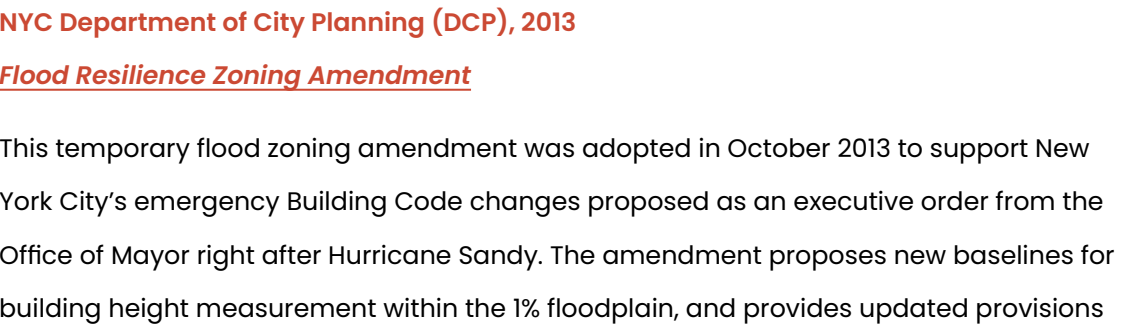 NYC Department of City Planning (DCP), 2013
Flood Resilience Zoning Amendment
This temporary flood zoning amendment was adopted in October 2013 to support New
York City’s emergency Building Code changes proposed as an executive order from the
Office of Mayor right after Hurricane Sandy. The amendment proposes new baselines for
building height measurement within the 1% floodplain, and provides updated provisions